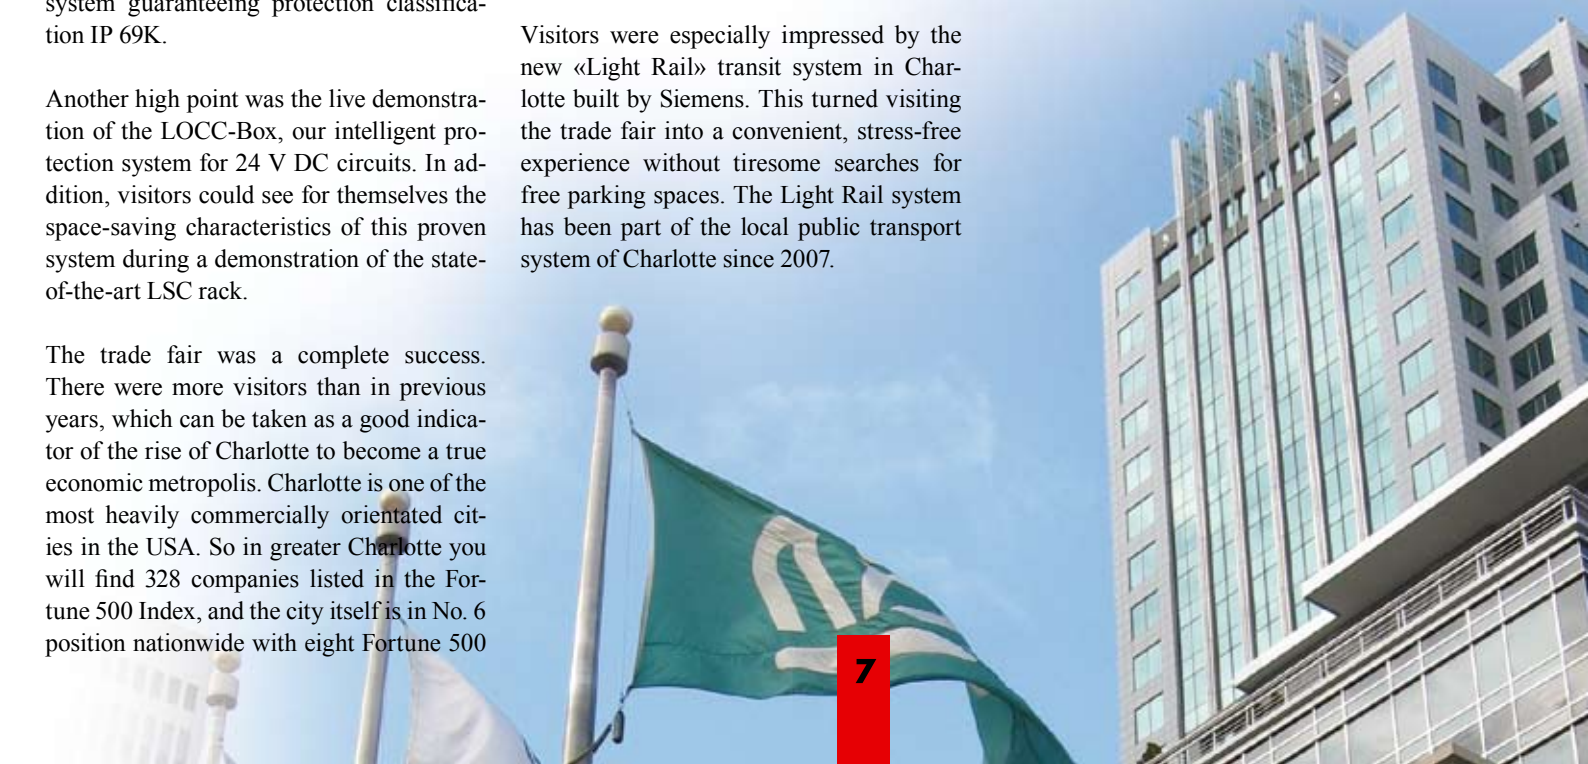 system guaranteeing protection classifica-
tion IP 69K.
Another high point was the live demonstra-
tion of the LOCC-Box, our intelligent pro-
tection system for 24 V DC circuits. In ad-
dition, visitors could see for themselves the
space-saving characteristics of this proven
system during a demonstration of the state-
of-the-art LSC rack.
The trade fair was a complete success.
There were more visitors than in previous
years, which can be taken as a good indica-
tor of the rise of Charlotte to become a true
economic metropolis. Charlotte is one of the
most heavily commercially orientated cit-
ies in the USA. So in greater Charlotte you
will find 328 companies listed in the For-
tune 500 Index, and the city itself is in No. 6
position nationwide with eight Fortune 500
Visitors were especially impressed by the
new «Light Rail» transit system in Char-
lotte built by Siemens. This turned visiting
the trade fair into a convenient, stress-free
experience without tiresome searches for
free parking spaces. The Light Rail system
has been part of the local public transport
system of Charlotte since 2007.
7